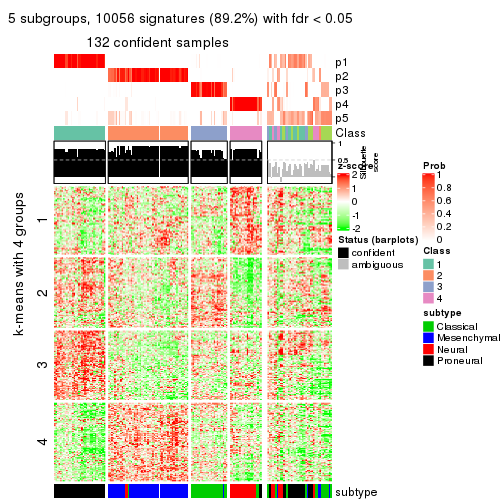 5 subgroups, 10056 signatures (89.2%) with fdr < 0.05
132 confident samples
p1
p2
p3
p4
p5
Class
1
0.5
0
Silhouette
score
k-means with 4 groups
1
2
3
4
subtype
z-score
2
1
0
-1
-2
Status (barplots)
confident
ambiguous
Prob
1
0.8
0.6
0.4
0.2
0
Class
1
2
3
4
subtype
Classical
Mesenchymal
Neural
Proneural